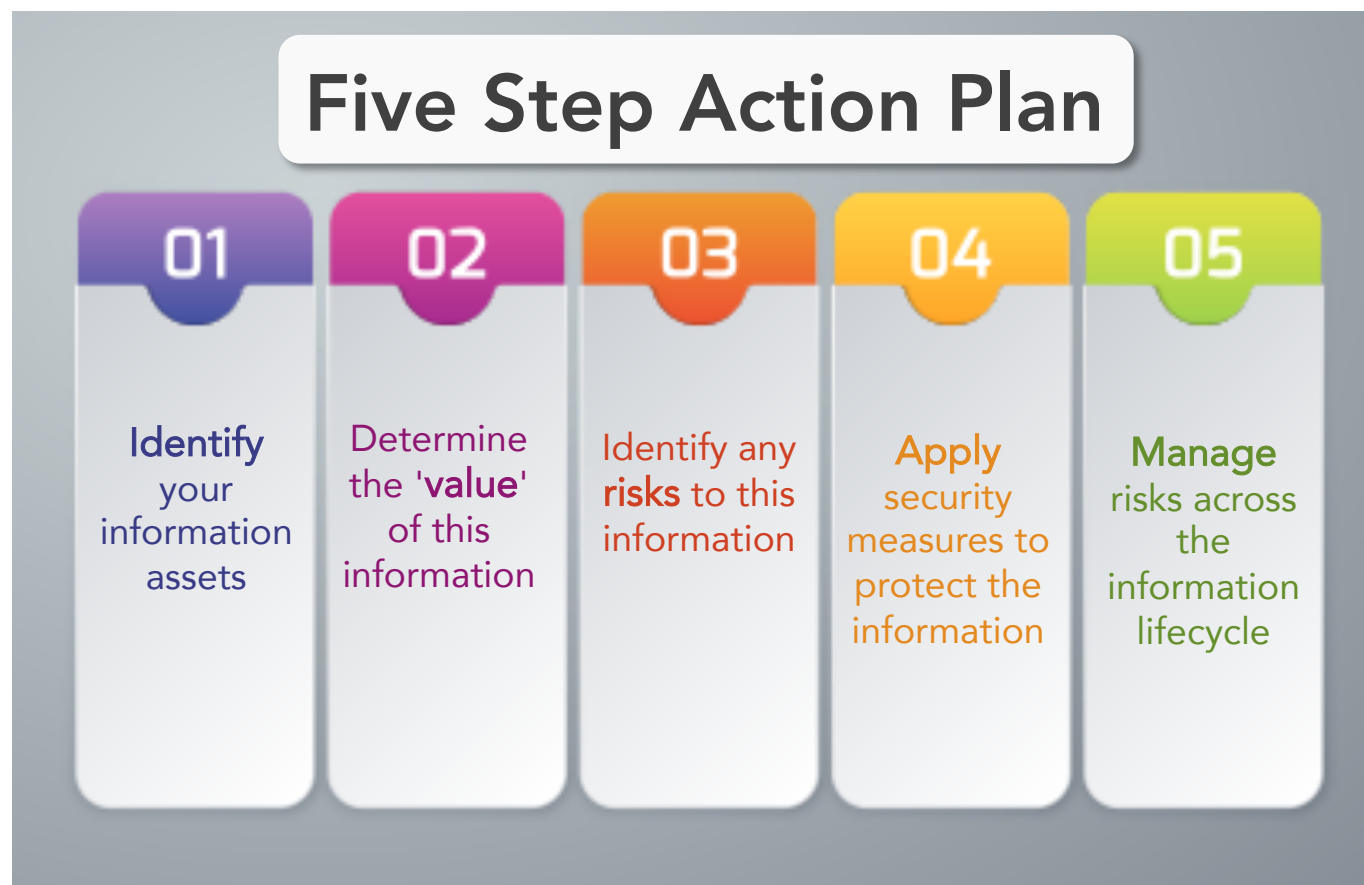 Five Step Action Plan
01
Identify
your
information
assets
02
Determine
the 'value'
of this
information
03
Identify any
risks to this
information
04
Apply
security
measures to
protect the
information
05
Manage
risks across
the
information
lifecycle